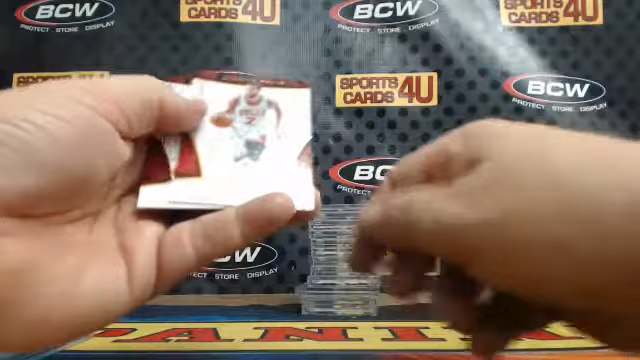 BCW
PROTECT · STORE · DISPLAY
SPORTS
CARDS 4U
BCW
PROTECT · STORE · DISPLAY
SPORTS
CARDS 4U
SPORTS
SPORTS 4U
CARDS
BCW
PROTECT · STORE · DISPLAY
BCW
PROTECT
BCW
PROTECT · STORE · DISPLAY
PANINI